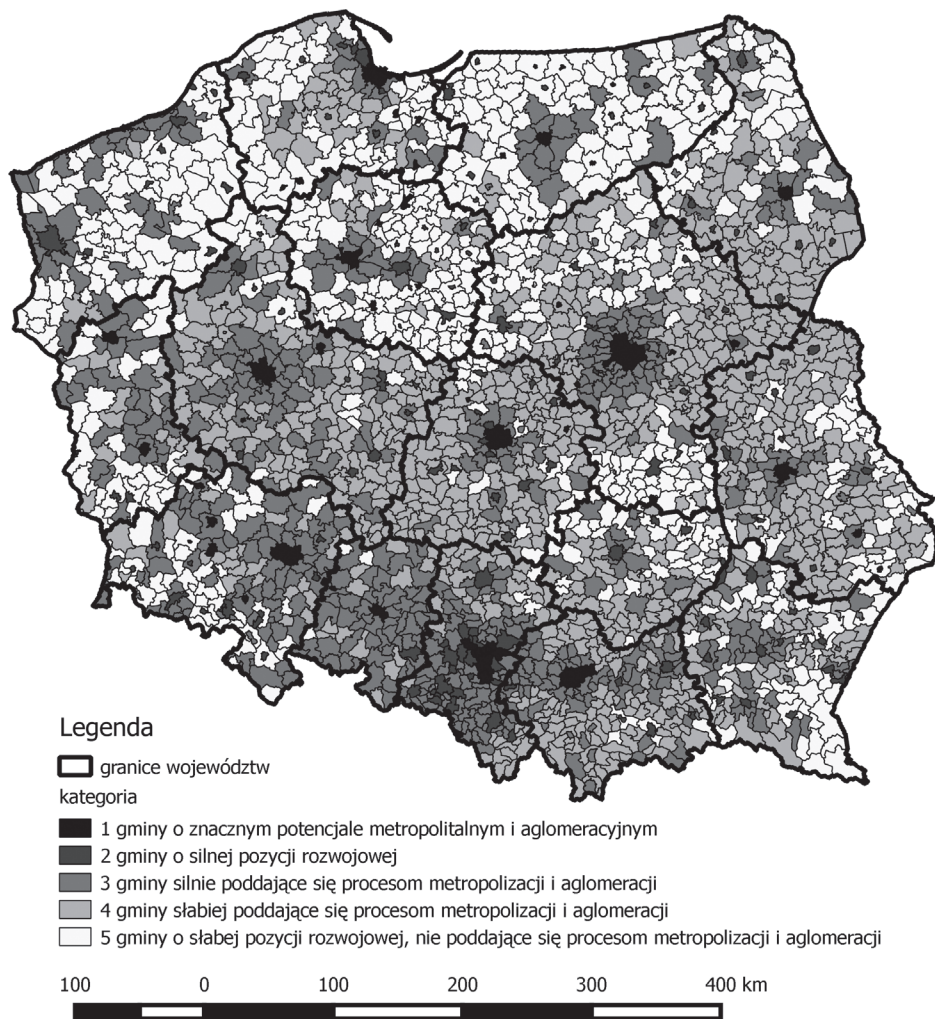 Legenda
granice województw
kategoria
1 gminy o znacznym potencjale metropolitalnym i aglomeracyjnym
2 gminy o silnej pozycji rozwojowej
3 gminy silnie poddające się procesom metropolizacji i aglomeracji
4 gminy słabiej poddające się procesom metropolizacji i aglomeracji
5 gminy o słabej pozycji rozwojowej, nie poddające się procesom metropolizacji i aglomeracji
100 0 100 200 300 400 km